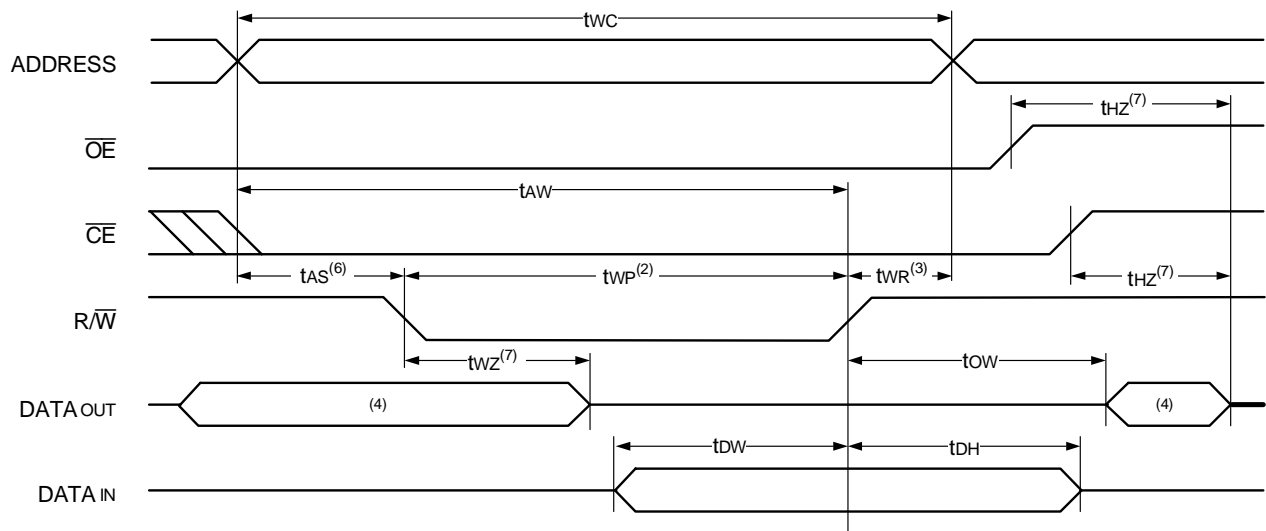 tWC
ADDRESS
tHZ(7)
OE
tAW
CE
tAS(6) tWP(2) tWR(3) tHZ(7)
R/W
tWZ(7) tOW
DATA OUT (4) (4)
tDW tDH
DATA IN